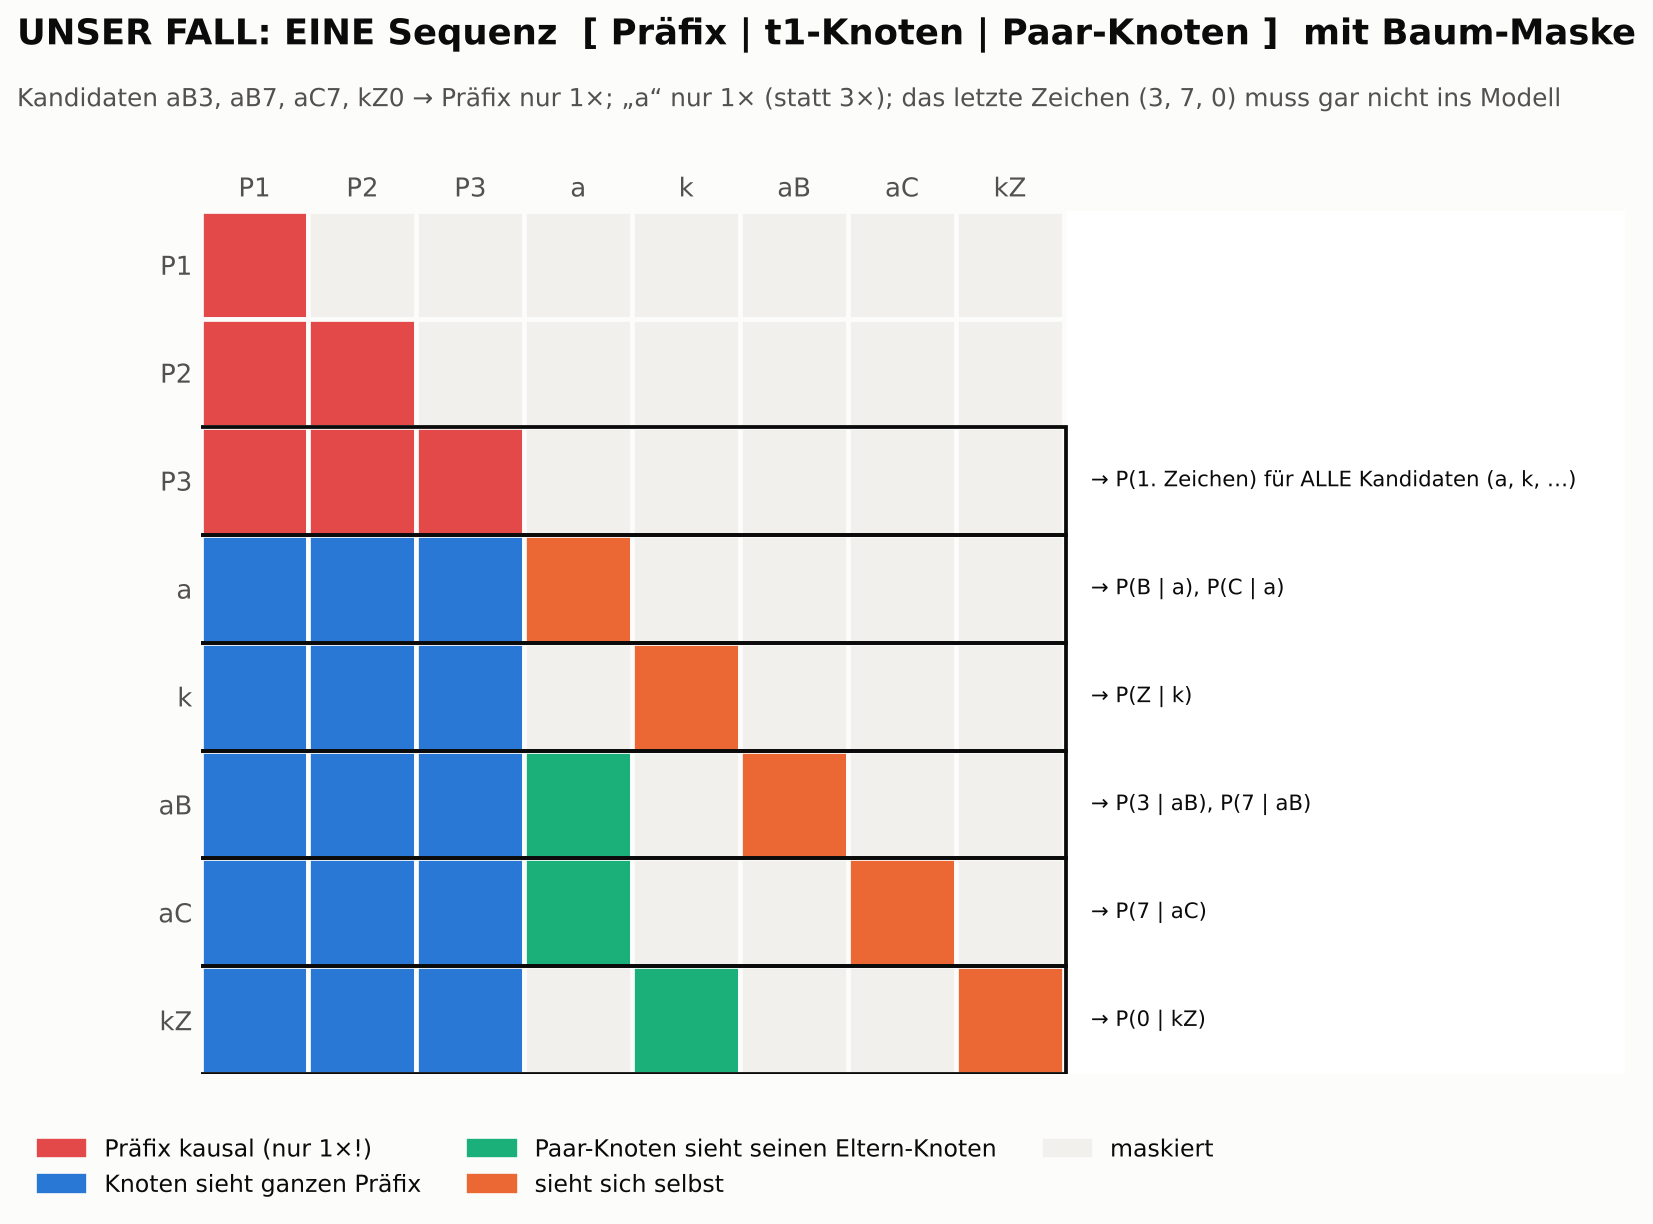 UNSER FALL: EINE Sequenz [ Präfix | t1-Knoten | Paar-Knoten ] mit Baum-Maske
Kandidaten aB3, aB7, aC7, kZ0 → Präfix nur 1×; „a“ nur 1× (statt 3×); das letzte Zeichen (3, 7, 0) muss gar nicht ins Modell
P1 P2 P3 a k aB aC kZ
P1
P2
P3 → P(1. Zeichen) für ALLE Kandidaten (a, k, …)
a → P(B | a), P(C | a)
k → P(Z | k)
aB → P(3 | aB), P(7 | aB)
aC → P(7 | aC)
kZ → P(0 | kZ)
Präfix kausal (nur 1×!) Paar-Knoten sieht seinen Eltern-Knoten maskiert
Knoten sieht ganzen Präfix sieht sich selbst